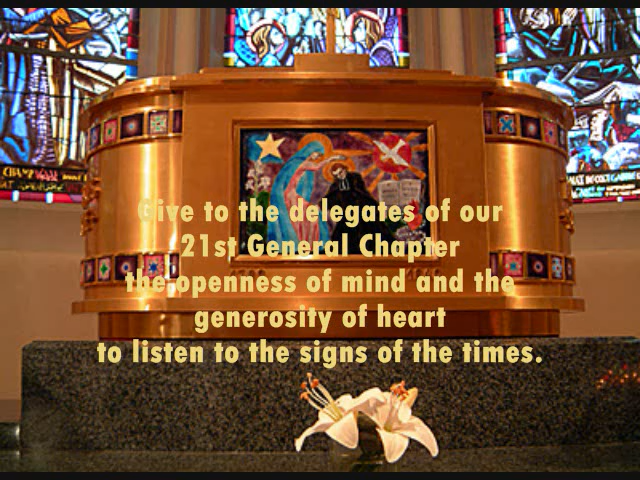 Give to the delegates of our
21st General Chapter
the openness of mind and the
generosity of heart
to listen to the signs of the times.